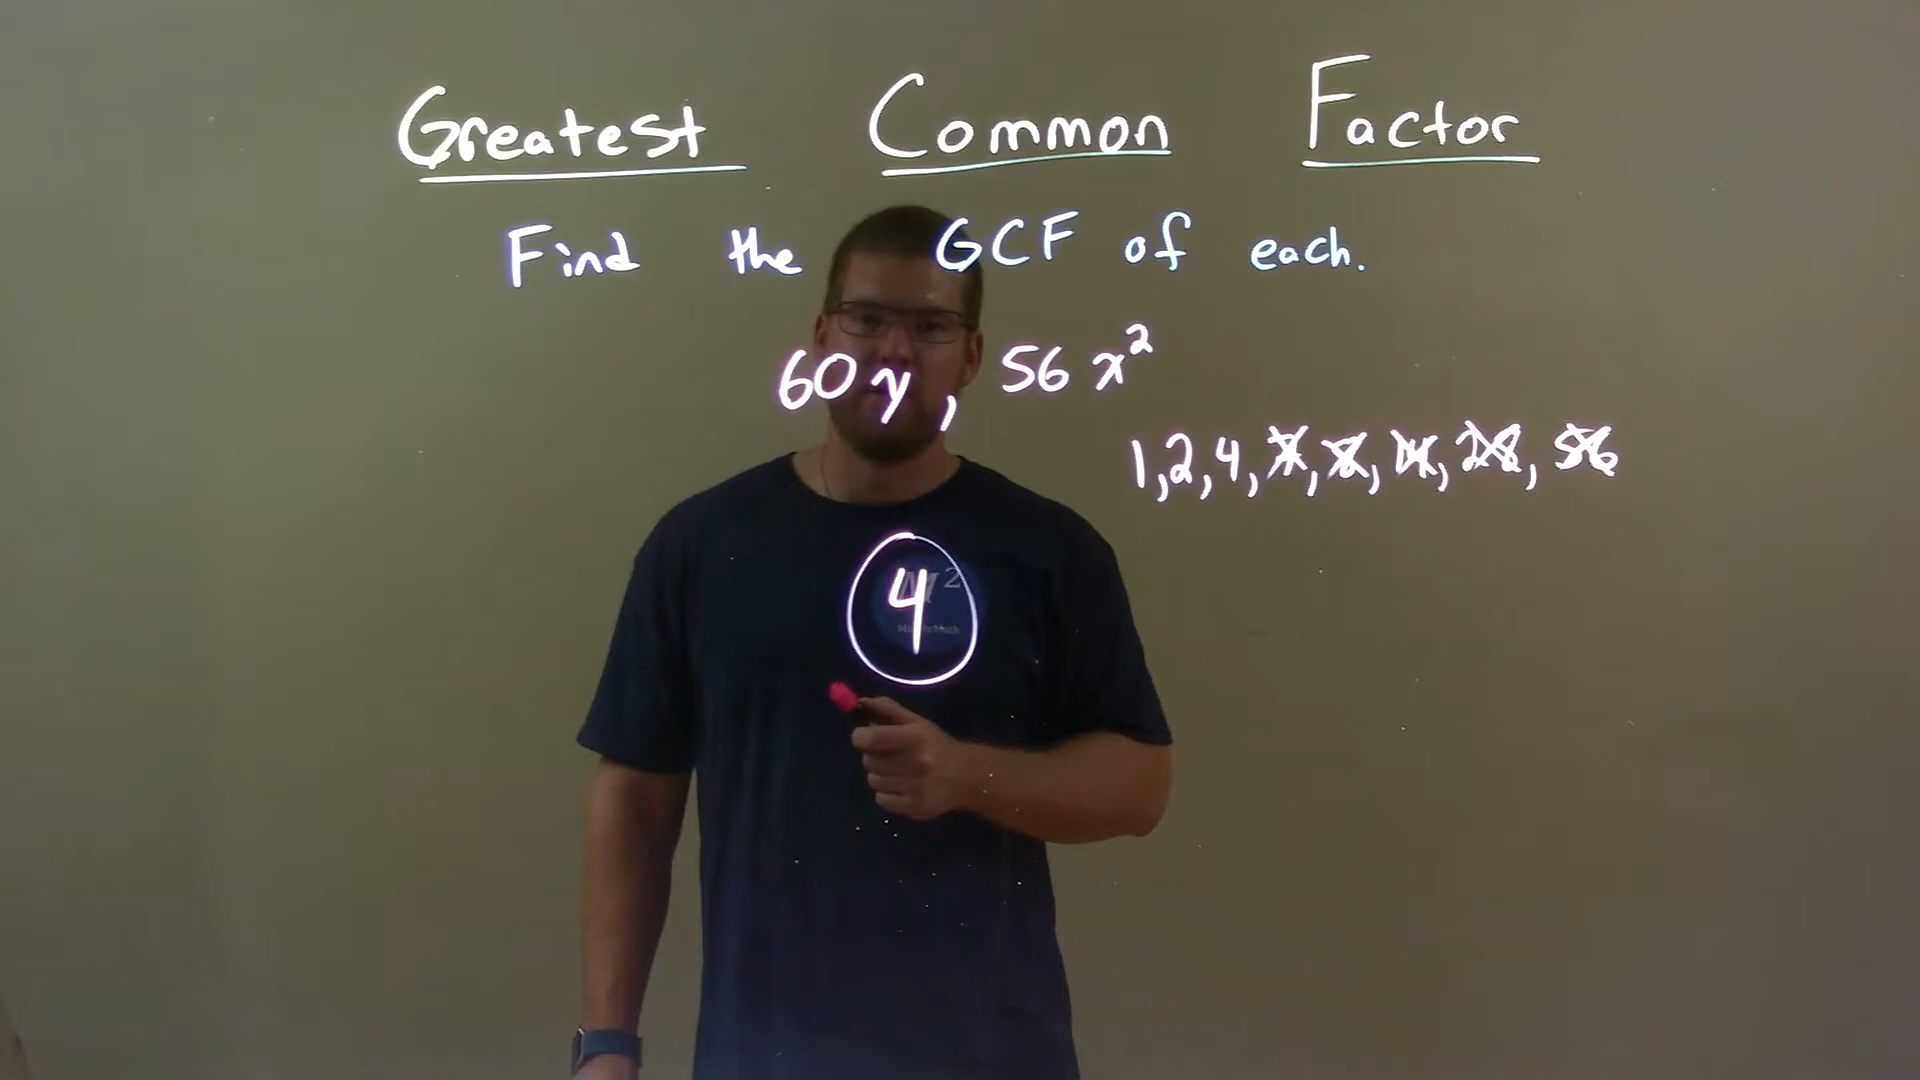 Greatest Common Factor
Find the GCF of each.
60y, 56x²
1,2,4,7,8,14,28,56
4